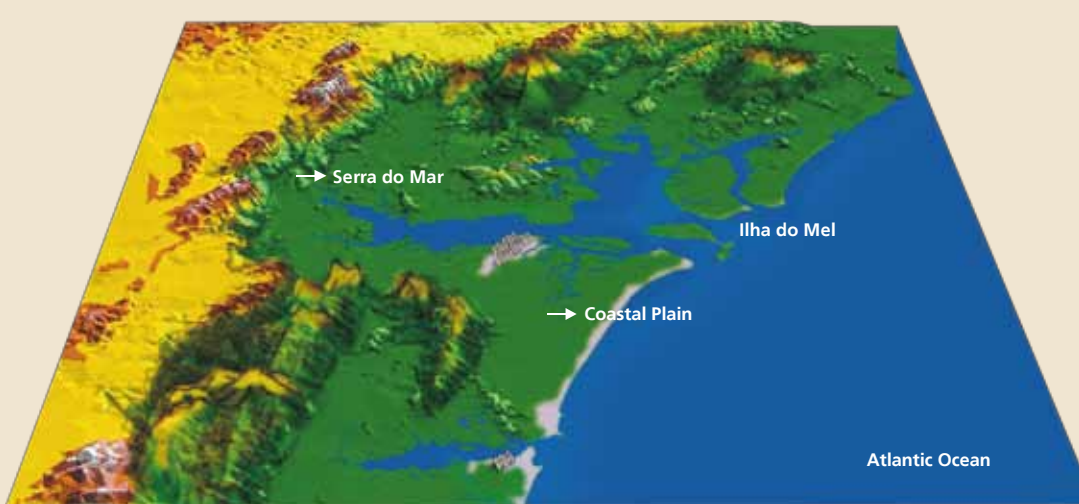 Serra do Mar
Ilha do Mel
Coastal Plain
Atlantic Ocean